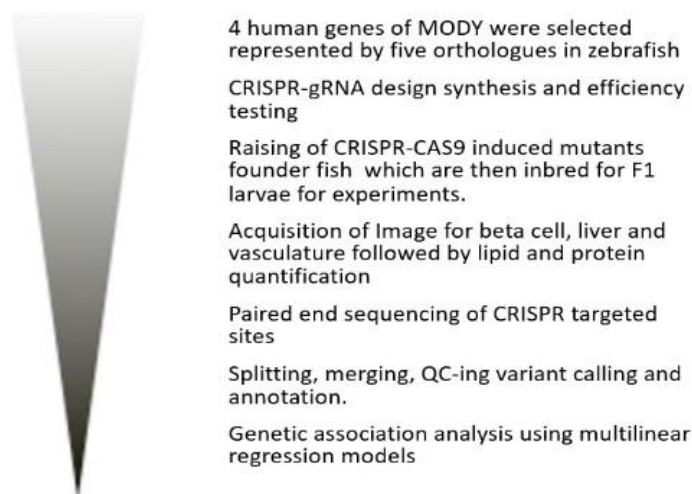 4 human genes of MODY were selected
represented by five orthologues in zebrafish
CRISPR-gRNA design synthesis and efficiency
testing
Raising of CRISPR-CAS9 induced mutants
founder fish which are then inbred for F1
larvae for experiments.
Acquisition of Image for beta cell, liver and
vasculature followed by lipid and protein
quantification
Paired end sequencing of CRISPR targeted
sites
Splitting, merging, QC-ing variant calling and
annotation.
Genetic association analysis using multilinear
regression models